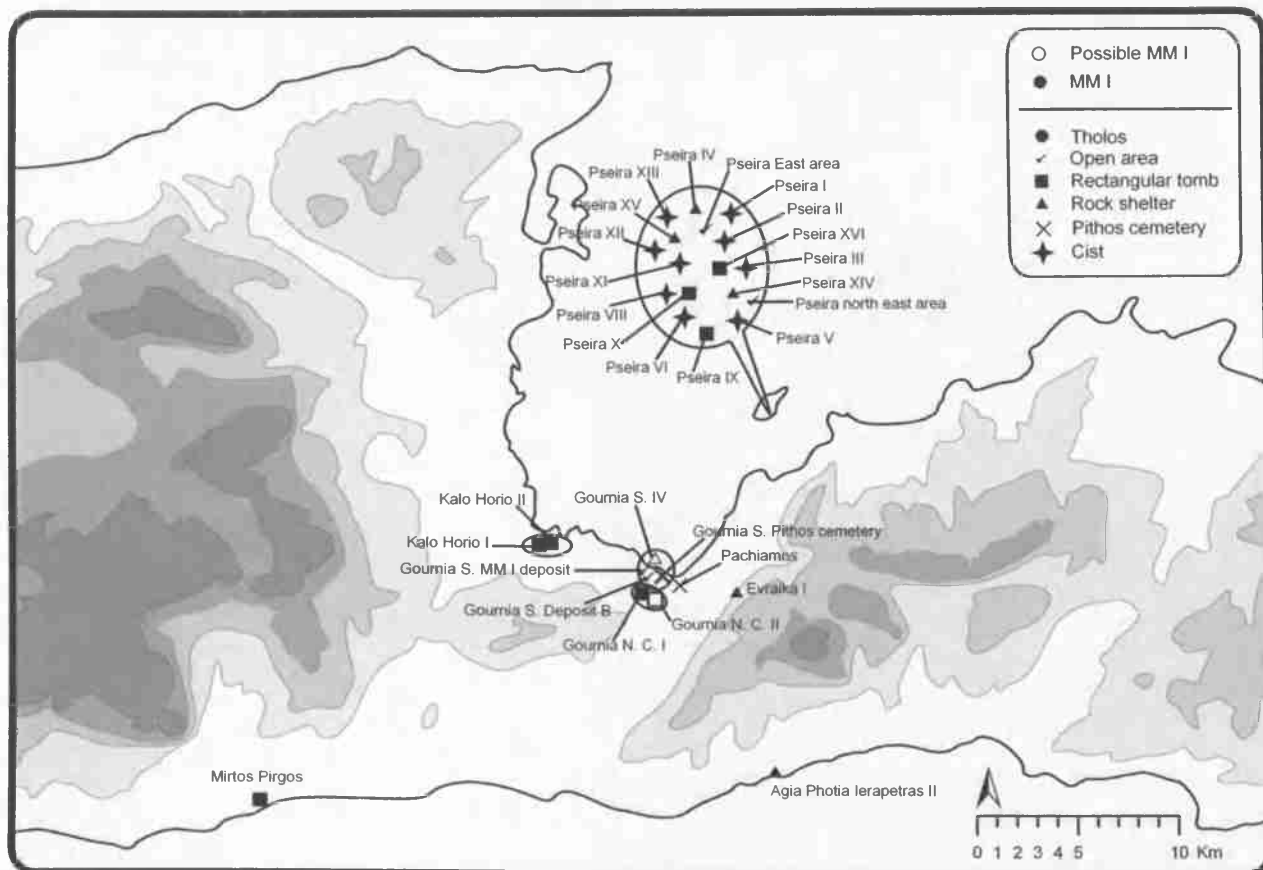 Possible MM I
MM I
Tholos
Open area
Rectangular tomb
Rock shelter
Pithos cemetery
Cist
Pseira IV
Pseira East area
Pseira XIII
Pseira I
Pseira XV
Pseira II
Pseira XII
Pseira XVI
Pseira III
Pseira XI
Pseira XIV
Pseira north east area
Pseira VIII
Pseira X
Pseira V
Pseira VI
Pseira IX
Kalo Horio II
Gournia S. IV
Gournia S. Pithos cemetery
Kalo Horio I
Pachiamos
Gournia S. MM I deposit
Evraika I
Gournia S. Deposit B
Gournia N. C. II
Gournia N. C. I
Mirtos Pirgos
Agia Photia Ierapetras II
0 1 2 3 4 5 10 Km